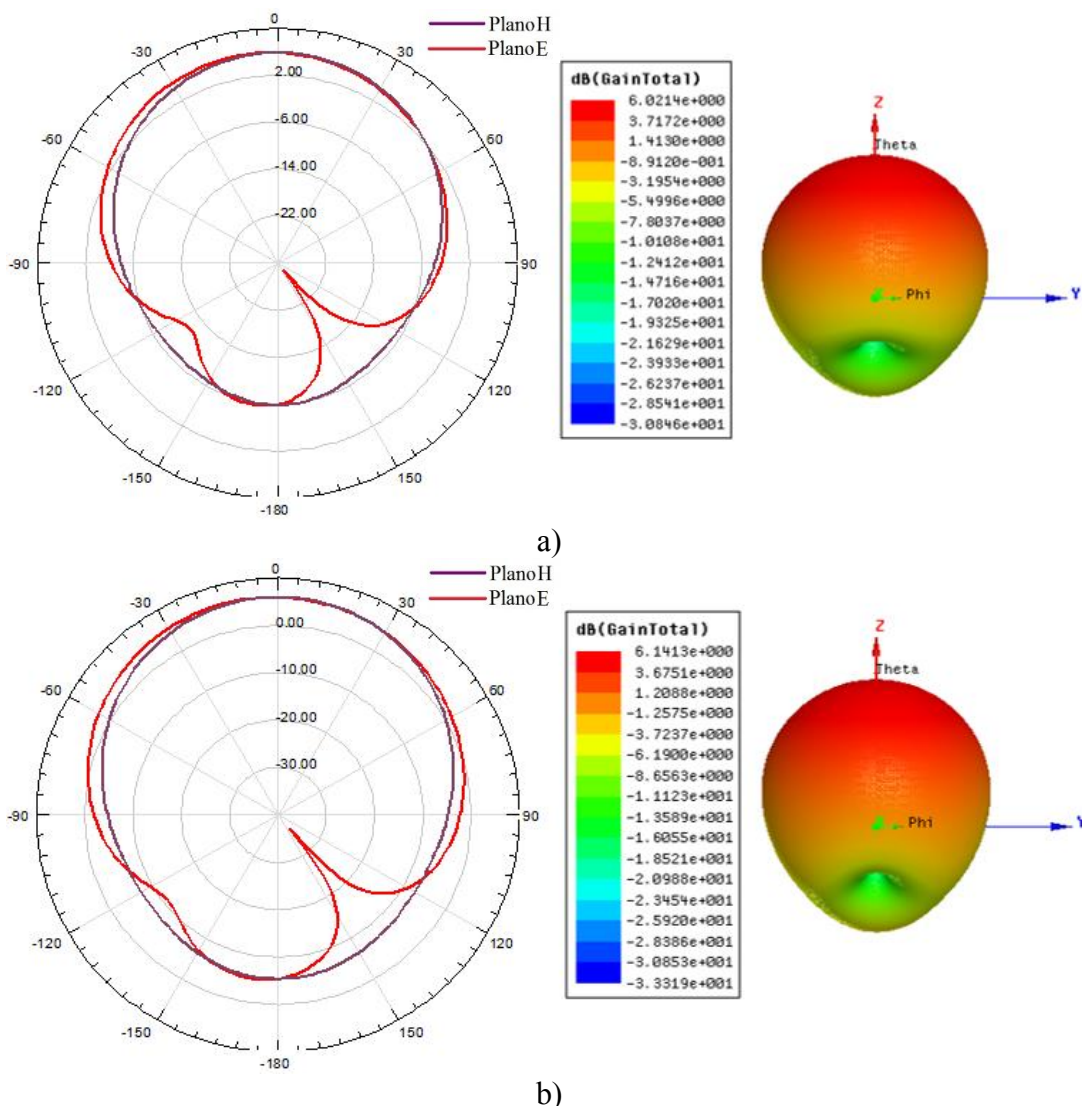 0
PlanoH
PlanoE
-30
30
2.00
-6.00
-60
60
-14.00
-22.00
-90
90
-120
120
-150
150
-180
dB(GainTotal)
6.0214e+000
3.7172e+000
1.4130e+000
-8.9120e-001
-3.1954e+000
-5.4996e+000
-7.8037e+000
-1.0108e+001
-1.2412e+001
-1.4716e+001
-1.7020e+001
-1.9325e+001
-2.1629e+001
-2.3933e+001
-2.6237e+001
-2.8541e+001
-3.0846e+001
Z
Theta
Phi
Y
a)
0
PlanoH
PlanoE
-30
30
0.00
-10.00
-60
60
-20.00
-30.00
-90
90
-120
120
-150
150
-180
dB(GainTotal)
6.1413e+000
3.6751e+000
1.2088e+000
-1.2575e+000
-3.7237e+000
-6.1900e+000
-8.6563e+000
-1.1123e+001
-1.3589e+001
-1.6055e+001
-1.8521e+001
-2.0988e+001
-2.3454e+001
-2.5920e+001
-2.8386e+001
-3.0853e+001
-3.3319e+001
Z
Theta
Phi
Y
b)